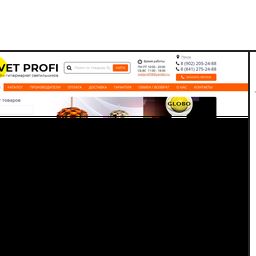 Пенза
VET PROFI
гипермаркет светильников
Поиск по товарам
НАЙТИ
Время работы
ПН-ПТ 10:00 - 20:00
СБ-ВС 11:00 - 18:00
8 (902) 205-24-88
8 (841) 275-24-88
ЗАКАЗАТЬ ЗВОНОК
КАТАЛОГ ПРОИЗВОДИТЕЛИ ОПЛАТА ДОСТАВКА ГАРАНТИЯ ОБМЕН / ВОЗВРАТ О НАС КОНТАКТЫ
товаров
GLOBO